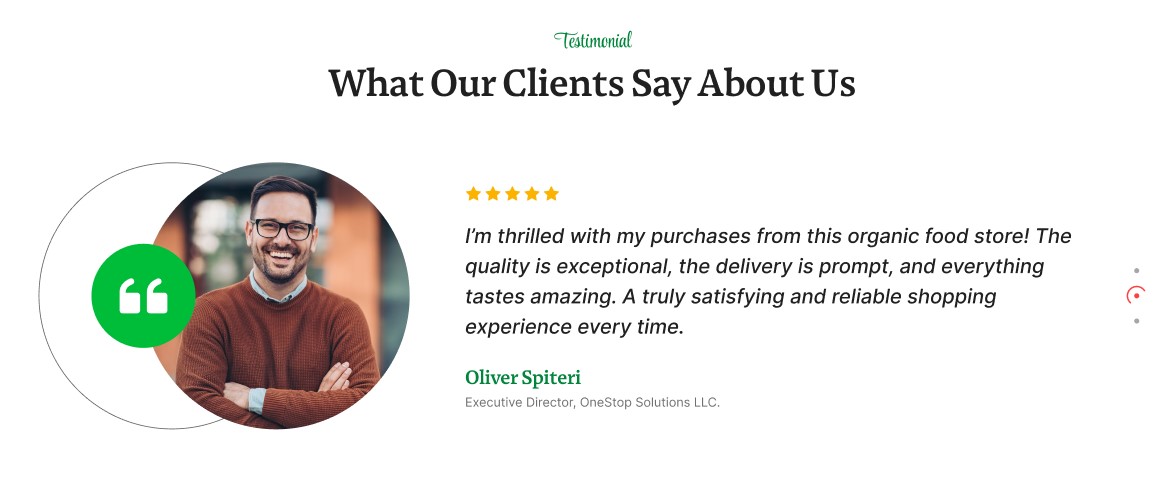 Testimonial
What Our Clients Say About Us
I'm thrilled with my purchases from this organic food store! The
quality is exceptional, the delivery is prompt, and everything
tastes amazing. A truly satisfying and reliable shopping
experience every time.
Oliver Spiteri
Executive Director, OneStop Solutions LLC.